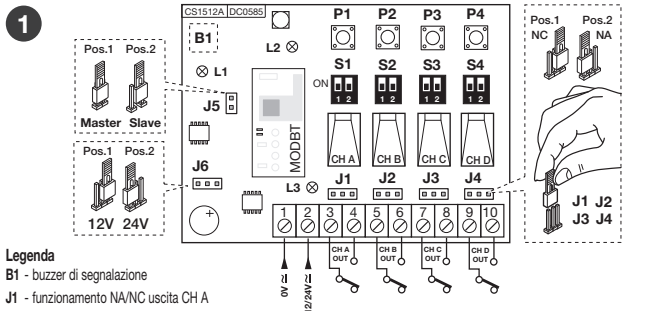 1
CS1512A DC0585
P1 P2 P3 P4
Pos.1 Pos.2
NC NA
B1
L2
Pos.1 Pos.2
L1
S1 S2 S3 S4
ON
1 2 1 2 1 2 1 2
J5
Master Slave
MODBT
Pos.1 Pos.2
J6
CH A CH B CH C CH D
12V 24V
L3
J1 J2 J3 J4
J1 J2
J3 J4
+
1 2 3 4 5 6 7 8 9 10
0V ≂
12/24V ≂
CH A
OUT
CH B
OUT
CH C
OUT
CH D
OUT
Legenda
B1 - buzzer di segnalazione
J1 - funzionamento NA/NC uscita CH A